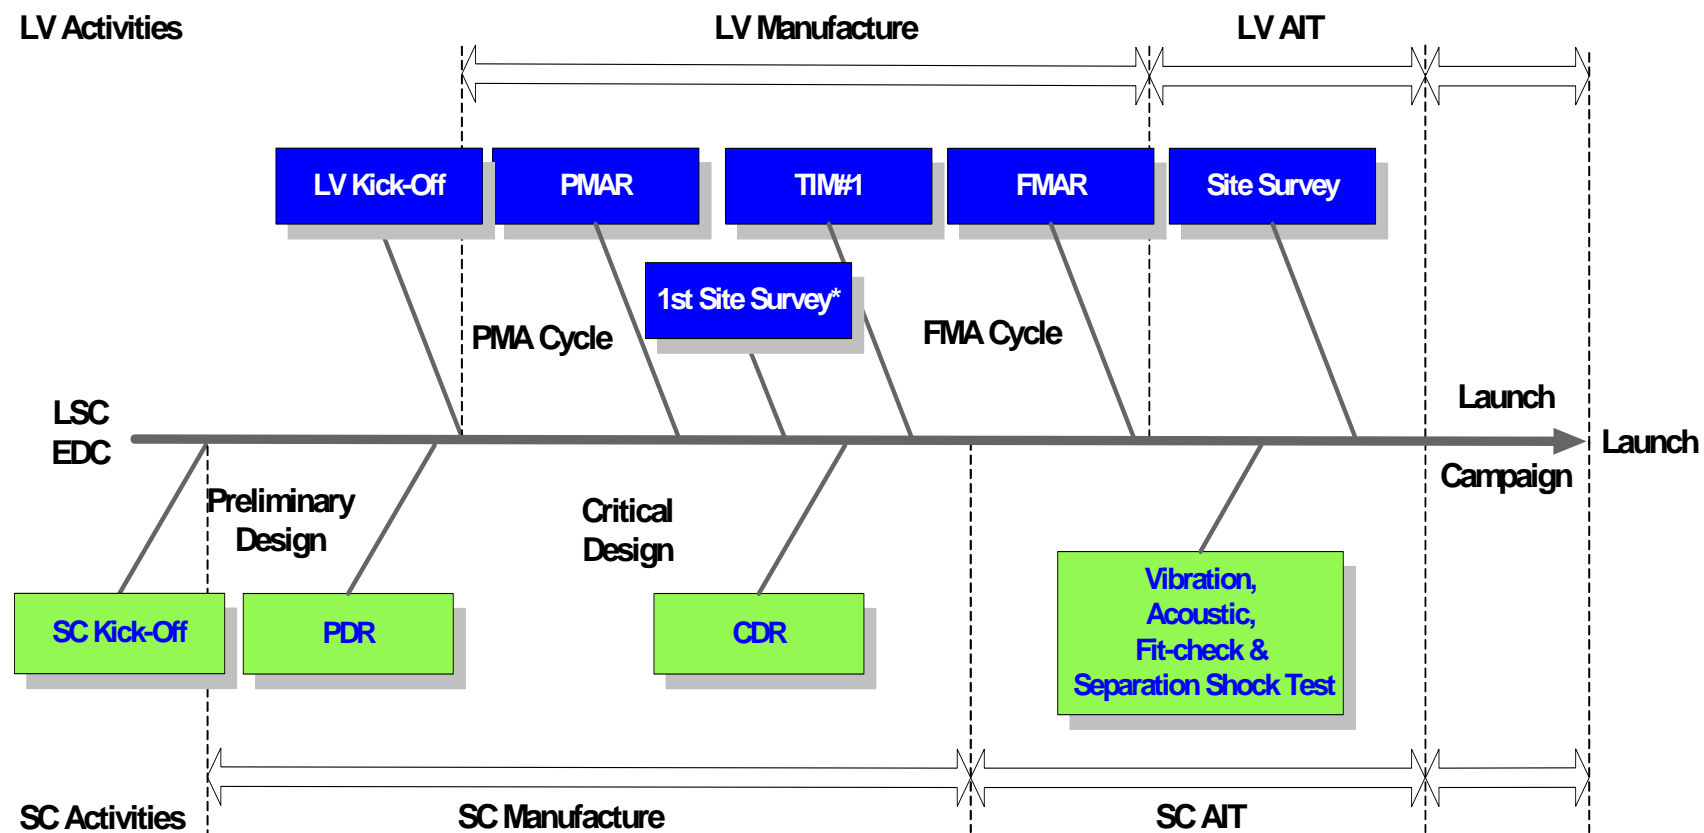 LV Activities
LV Manufacture
LV AIT
LV Kick-Off
PMAR
TIM#1
FMAR
Site Survey
1st Site Survey*
PMA Cycle
FMA Cycle
LSC
EDC
Launch
Campaign
Launch
Preliminary
Design
Critical
Design
SC Kick-Off
PDR
CDR
Vibration,
Acoustic,
Fit-check &
Separation Shock Test
SC Activities
SC Manufacture
SC AIT